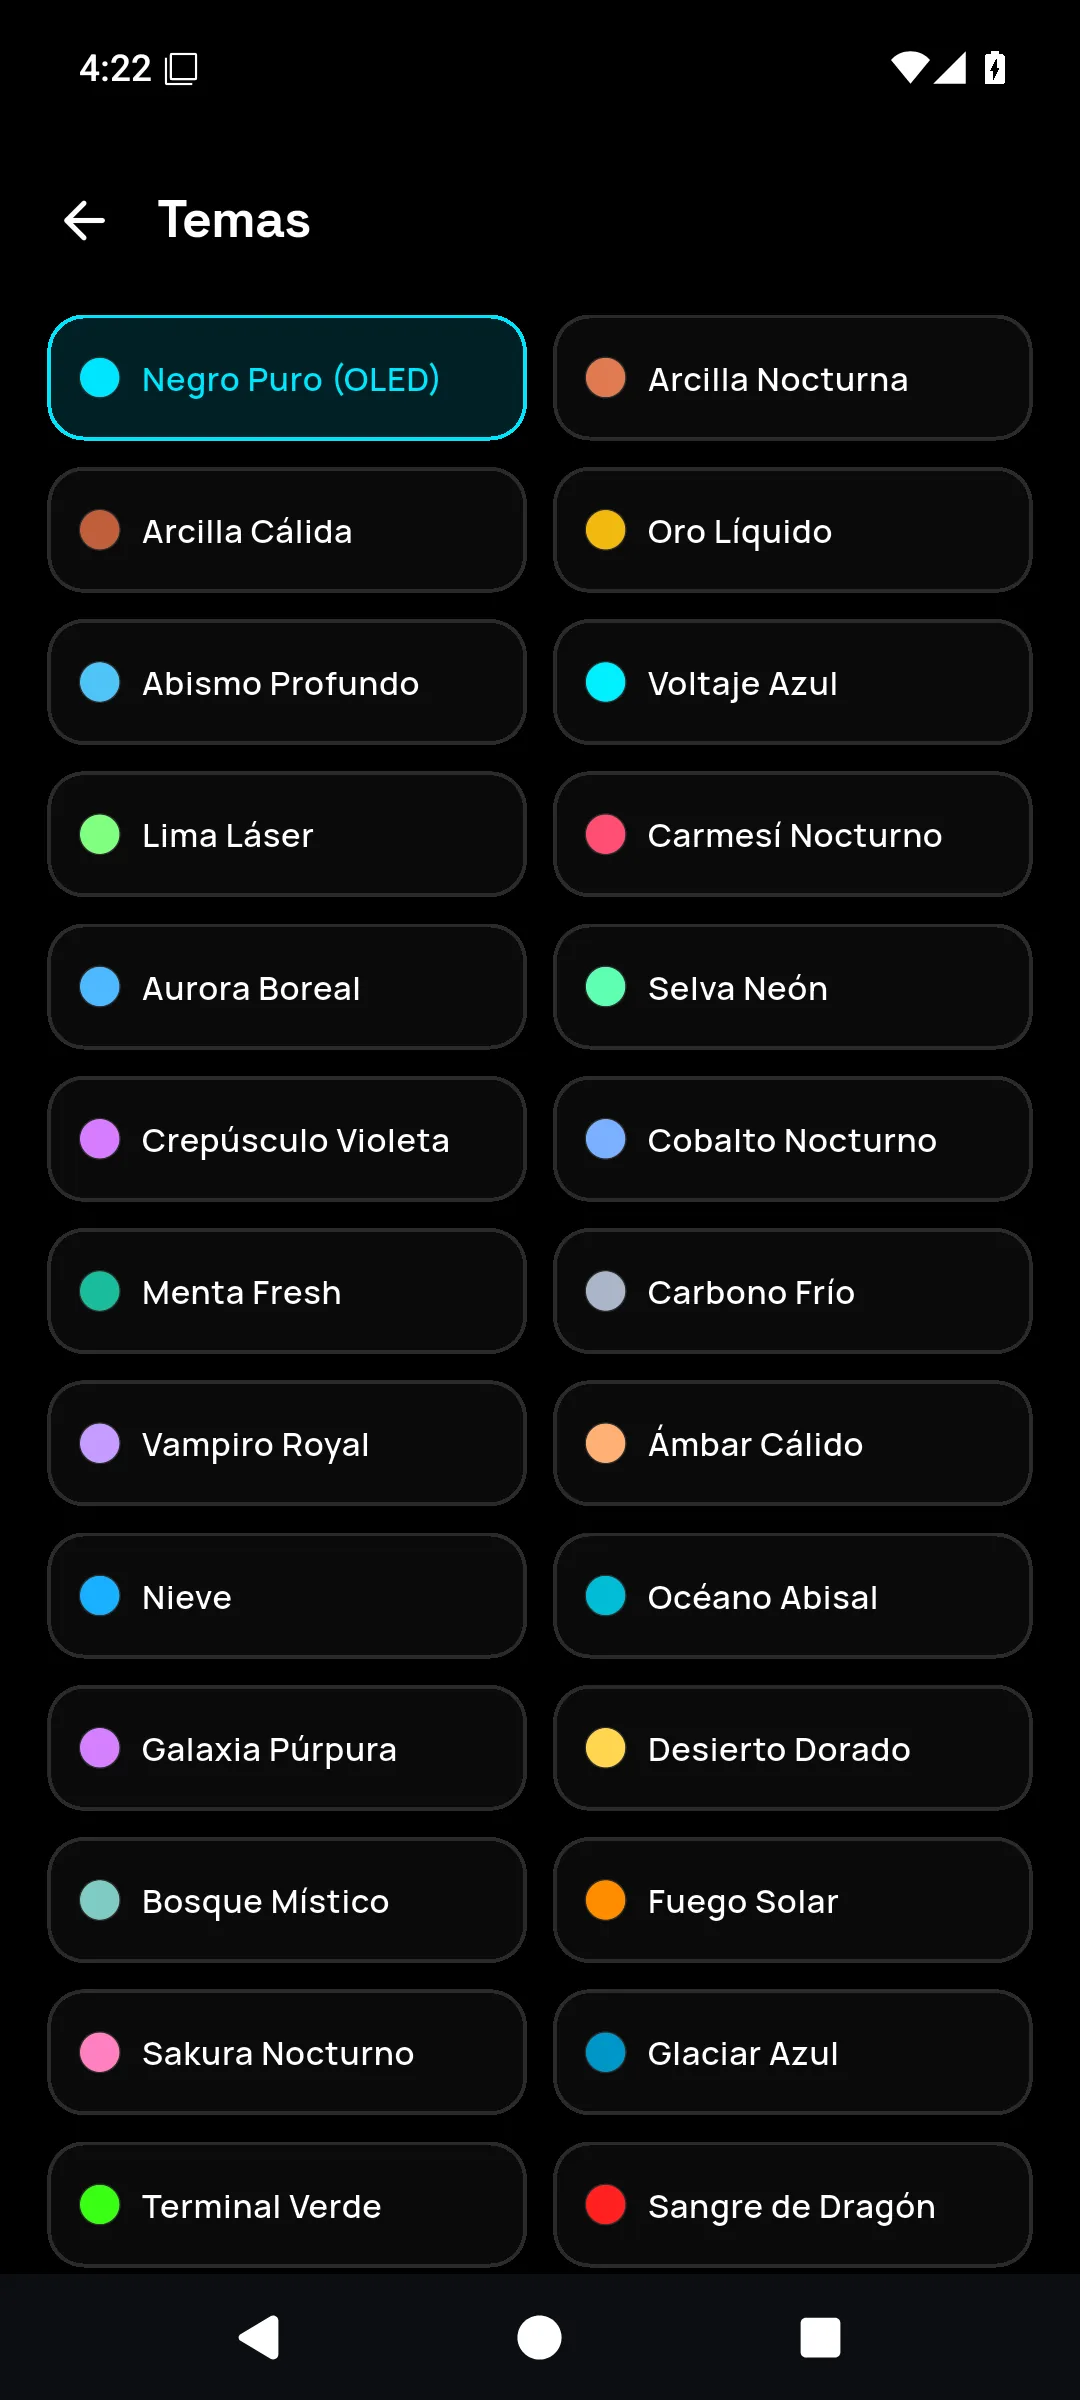 4:22
Temas
Negro Puro (OLED)
Arcilla Nocturna
Arcilla Cálida
Oro Líquido
Abismo Profundo
Voltaje Azul
Lima Láser
Carmesí Nocturno
Aurora Boreal
Selva Neón
Crepúsculo Violeta
Cobalto Nocturno
Menta Fresh
Carbono Frío
Vampiro Royal
Ámbar Cálido
Nieve
Océano Abisal
Galaxia Púrpura
Desierto Dorado
Bosque Místico
Fuego Solar
Sakura Nocturno
Glaciar Azul
Terminal Verde
Sangre de Dragón